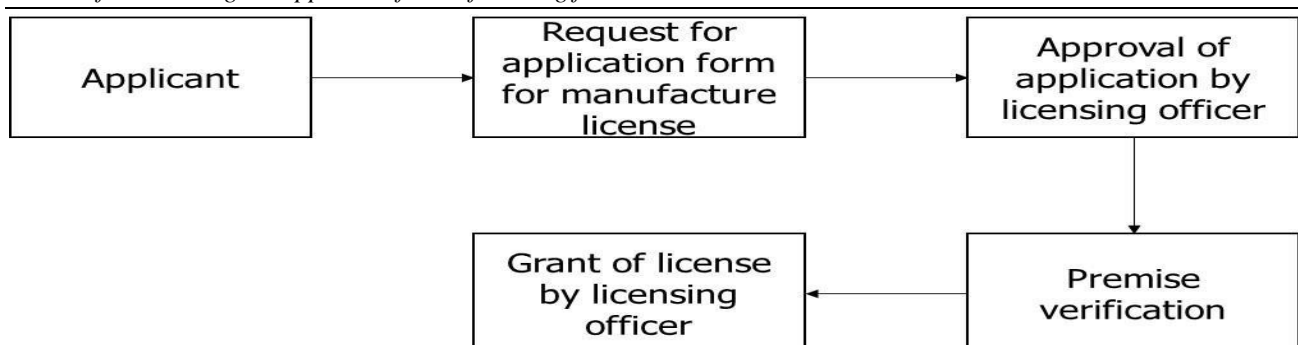 Applicant
Request for
application form
for manufacture
license
Approval of
application by
licensing officer
Premise
verification
Grant of license
by licensing
officer